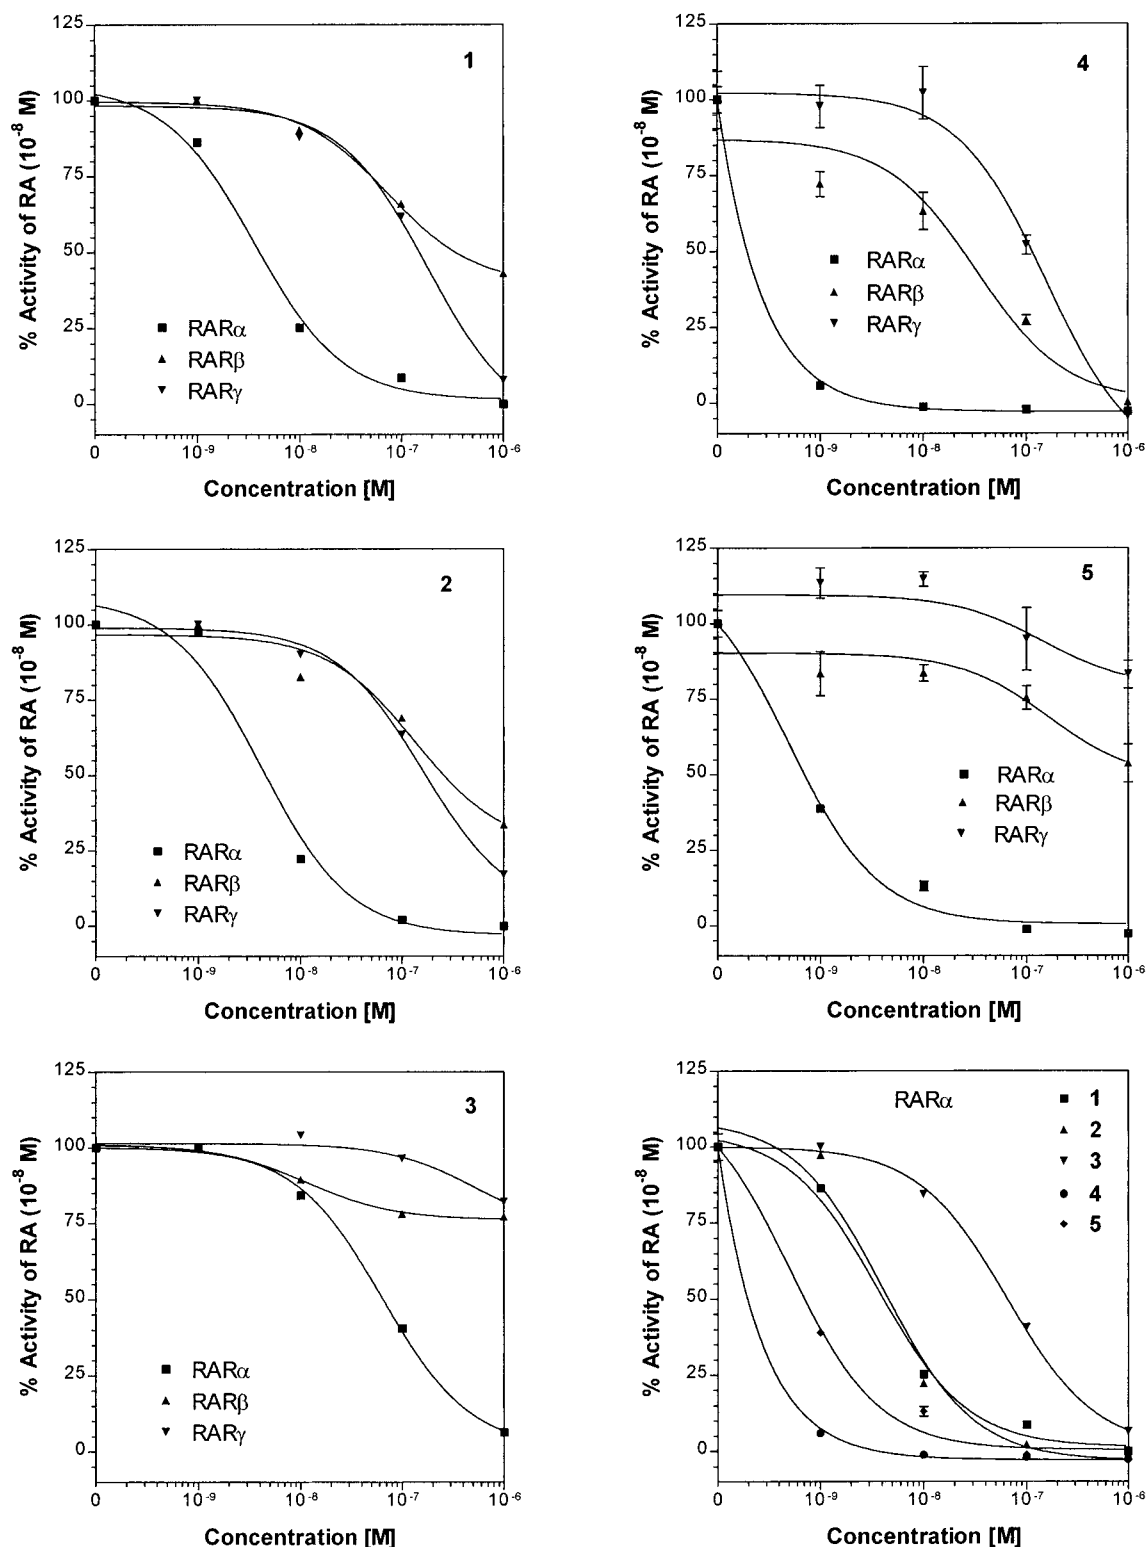 1
% Activity of RA (10⁻⁸ M)
125
100
75
50
25
0
RARα
RARβ
RARγ
0 10⁻⁹ 10⁻⁸ 10⁻⁷ 10⁻⁶
Concentration [M]
4
% Activity of RA (10⁻⁸ M)
125
100
75
50
25
0
RARα
RARβ
RARγ
0 10⁻⁹ 10⁻⁸ 10⁻⁷ 10⁻⁶
Concentration [M]
2
% Activity of RA (10⁻⁸ M)
125
100
75
50
25
0
RARα
RARβ
RARγ
0 10⁻⁹ 10⁻⁸ 10⁻⁷ 10⁻⁶
Concentration [M]
5
% Activity of RA (10⁻⁸ M)
125
100
75
50
25
0
RARα
RARβ
RARγ
0 10⁻⁹ 10⁻⁸ 10⁻⁷ 10⁻⁶
Concentration [M]
3
% Activity of RA (10⁻⁸ M)
125
100
75
50
25
0
RARα
RARβ
RARγ
0 10⁻⁹ 10⁻⁸ 10⁻⁷ 10⁻⁶
Concentration [M]
RARα
1
2
3
4
5
% Activity of RA (10⁻⁸ M)
125
100
75
50
25
0
0 10⁻⁹ 10⁻⁸ 10⁻⁷ 10⁻⁶
Concentration [M]